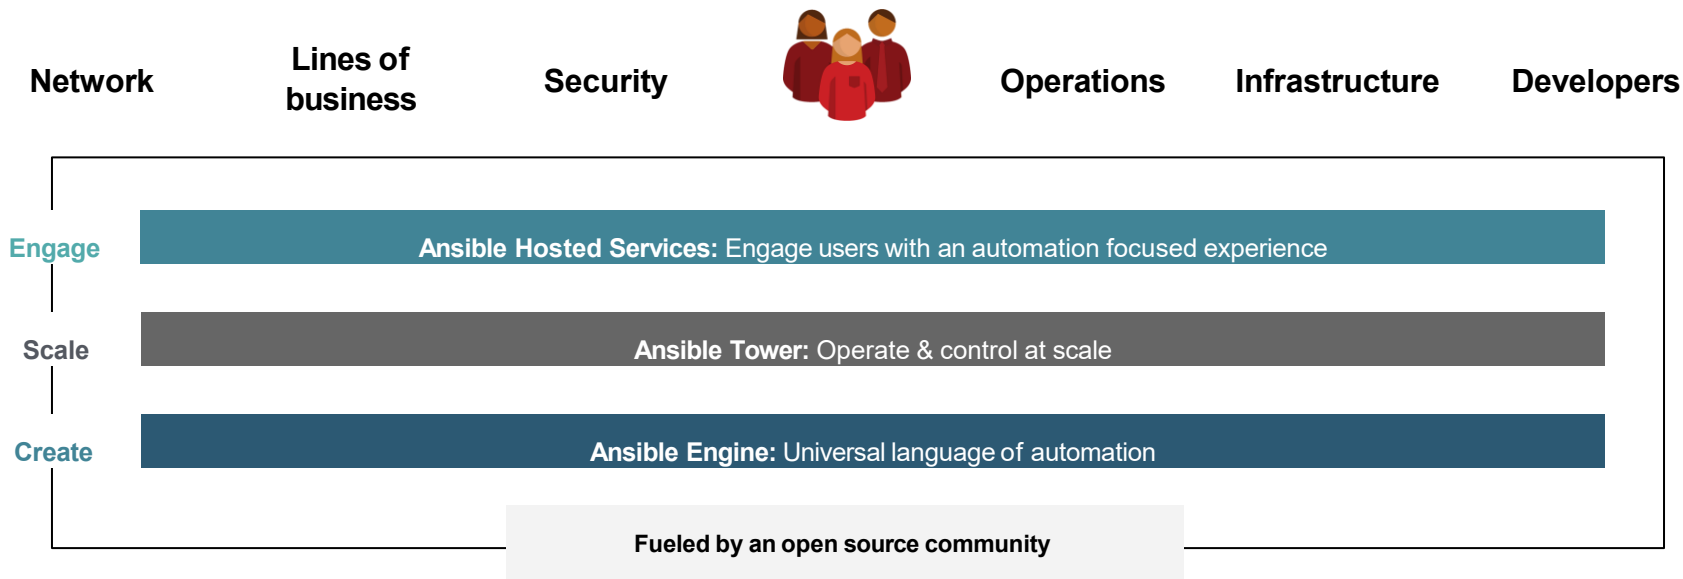 Network
Lines of
business
Security
Operations
Infrastructure
Developers
Engage
Ansible Hosted Services: Engage users with an automation focused experience
Scale
Ansible Tower: Operate & control at scale
Create
Ansible Engine: Universal language of automation
Fueled by an open source community